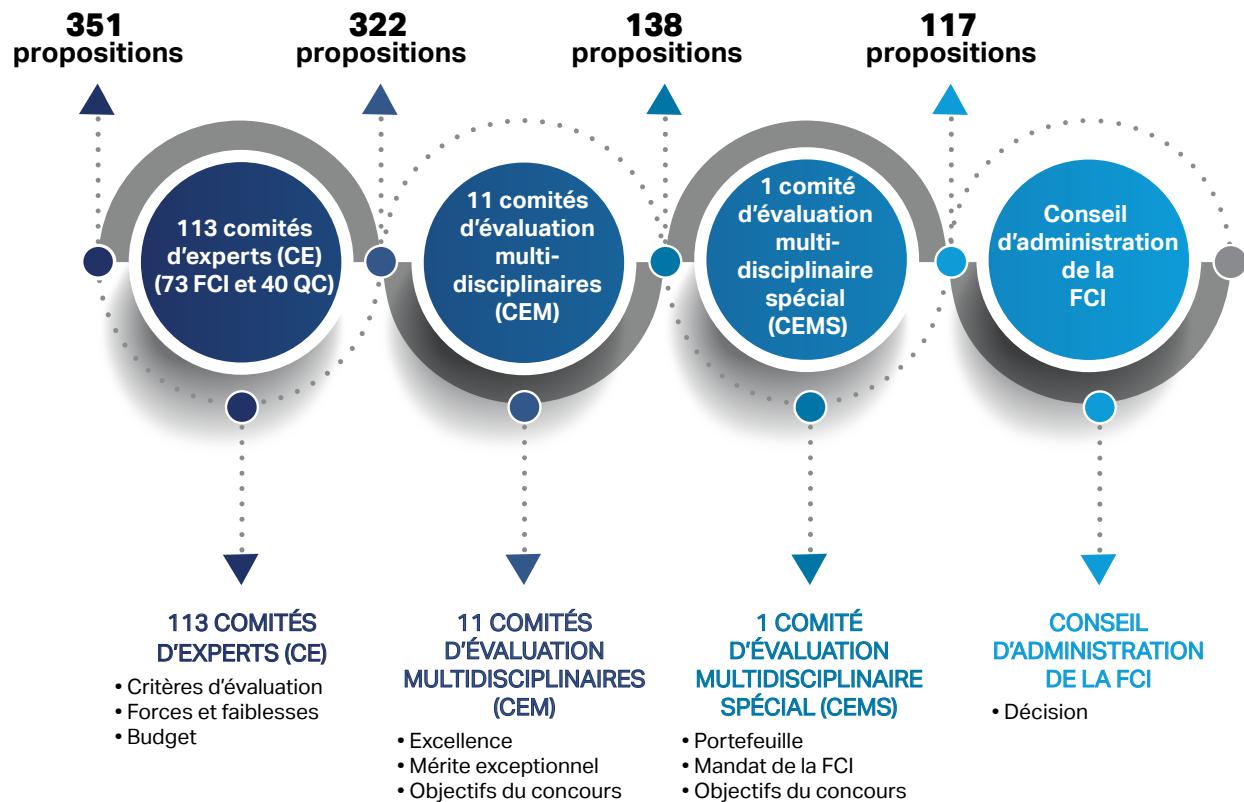 351
propositions
322
propositions
138
propositions
117
propositions
113 comités
d'experts (CE)
(73 FCI et 40 QC)
11 comités
d'évaluation
multi-
disciplinaires
(CEM)
1 comité
d'évaluation
multi-
disciplinaire
spécial
(CEMS)
Conseil
d'administration
de la
FCI
113 COMITÉS
D'EXPERTS (CE)
• Critères d'évaluation
• Forces et faiblesses
• Budget
11 COMITÉS
D'ÉVALUATION
MULTIDISCIPLINAIRES
(CEM)
• Excellence
• Mérite exceptionnel
• Objectifs du concours
1 COMITÉ
D'ÉVALUATION
MULTIDISCIPLINAIRE
SPÉCIAL (CEMS)
• Portefeuille
• Mandat de la FCI
• Objectifs du concours
CONSEIL
D'ADMINISTRATION
DE LA FCI
• Décision